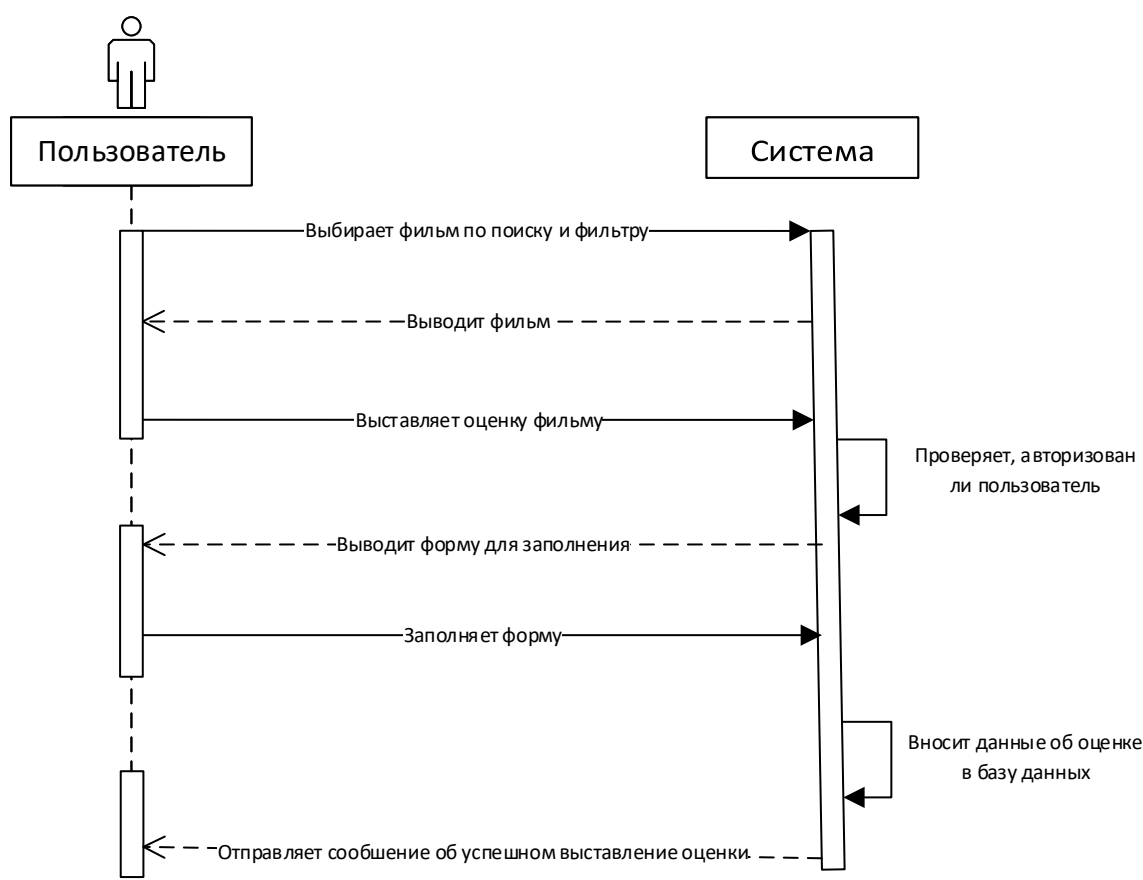 Пользователь
Система
Выбирает фильм по поиску и фильтру
Выводит фильм
Выставляет оценку фильму
Проверяет, авторизован
ли пользователь
Выводит форму для заполнения
Заполняет форму
Вносит данные об оценке
в базу данных
Отправляет сообшение об успешном выставление оценки